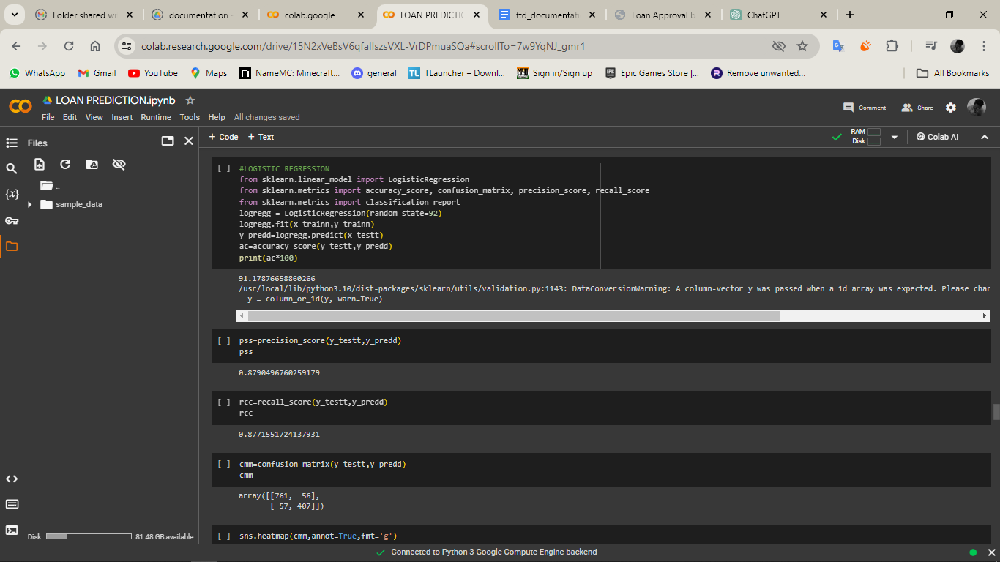 Folder shared wi
documentation -
colab.google
LOAN PREDICTIC
ftd_documentati
Loan Approval b
ChatGPT
colab.research.google.com/drive/15N2xVeBsV6qfaIIszsVXL-VrDPmuaSQa#scrollTo=7w9YqNJ_gmr1
WhatsApp
Gmail
YouTube
Maps
NameMC: Minecraft...
general
TLauncher – Downl...
Sign in/Sign up
Epic Games Store |...
Remove unwanted...
All Bookmarks
LOAN PREDICTION.ipynb
File Edit View Insert Runtime Tools Help All changes saved
Comment
Share
Files
+ Code + Text
RAM
Disk
Colab AI
..
sample_data
[ ] #LOGISTIC REGRESSION
from sklearn.linear_model import LogisticRegression
from sklearn.metrics import accuracy_score, confusion_matrix, precision_score, recall_score
from sklearn.metrics import classification_report
logregg = LogisticRegression(random_state=92)
logregg.fit(x_trainn,y_trainn)
y_predd=logregg.predict(x_testt)
ac=accuracy_score(y_testt,y_predd)
print(ac*100)
91.17876658860266
/usr/local/lib/python3.10/dist-packages/sklearn/utils/validation.py:1143: DataConversionWarning: A column-vector y was passed when a 1d array was expected. Please chan
y = column_or_1d(y, warn=True)
[ ] pss=precision_score(y_testt,y_predd)
pss
0.8790496760259179
[ ] rcc=recall_score(y_testt,y_predd)
rcc
0.8771551724137931
[ ] cmm=confusion_matrix(y_testt,y_predd)
cmm
array([[761,  56],
[ 57, 407]])
[ ] sns.heatmap(cmm,annot=True,fmt='g')
Disk
81.48 GB available
Connected to Python 3 Google Compute Engine backend